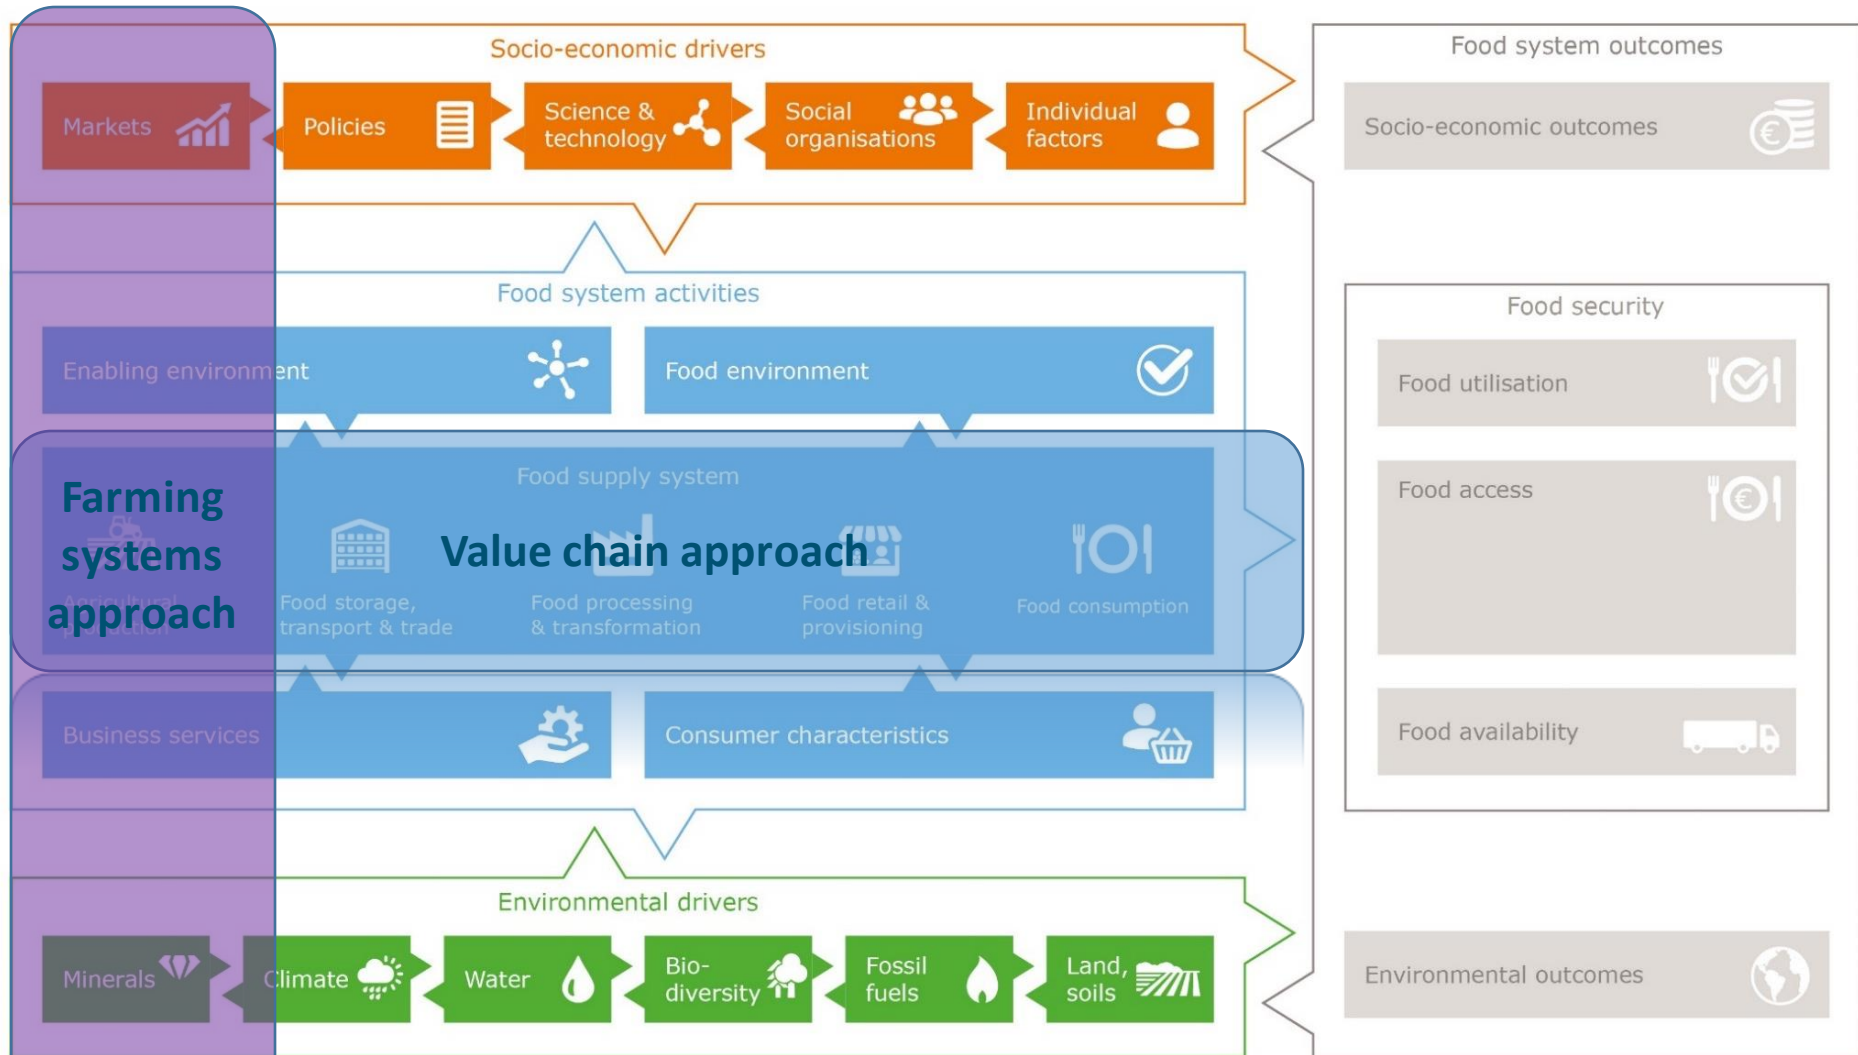 Socio-economic drivers
Markets
Policies
Science &
technology
Social
organisations
Individual
factors
Food system activities
Enabling environment
Food environment
Food supply system
Farming
systems
approach
Value chain approach
Agricultural
production
Food storage,
transport & trade
Food processing
& transformation
Food retail &
provisioning
Food consumption
Business services
Consumer characteristics
Environmental drivers
Minerals
Climate
Water
Bio-
diversity
Fossil
fuels
Land,
soils
Food system outcomes
Socio-economic outcomes
€
Food security
Food utilisation
Food access
€
Food availability
Environmental outcomes